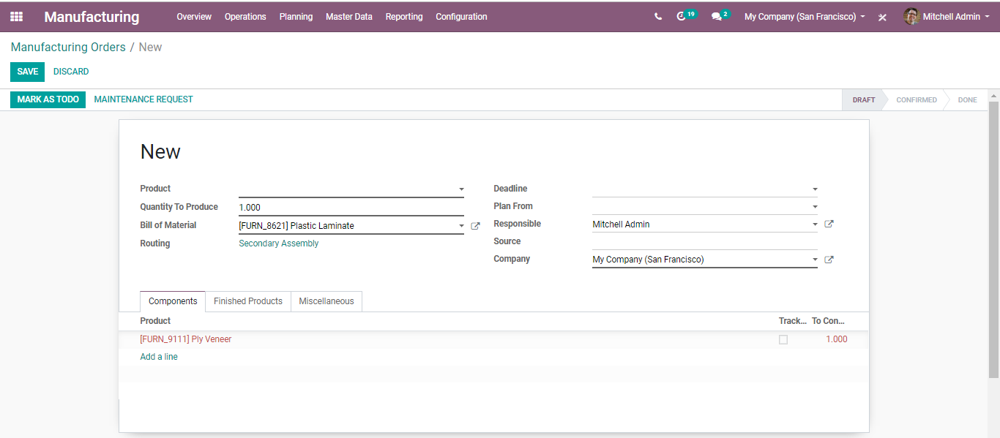 Manufacturing Overview Operations Planning Master Data Reporting Configuration 19 2 My Company (San Francisco) Mitchell Admin
Manufacturing Orders / New
SAVE DISCARD
MARK AS TODO MAINTENANCE REQUEST DRAFT CONFIRMED DONE
New
Product Deadline
Quantity To Produce 1.000 Plan From
Bill of Material [FURN_8621] Plastic Laminate Responsible Mitchell Admin
Routing Secondary Assembly Source
Company My Company (San Francisco)
Components Finished Products Miscellaneous
Product Track... To Con...
[FURN_9111] Ply Veneer 1.000
Add a line